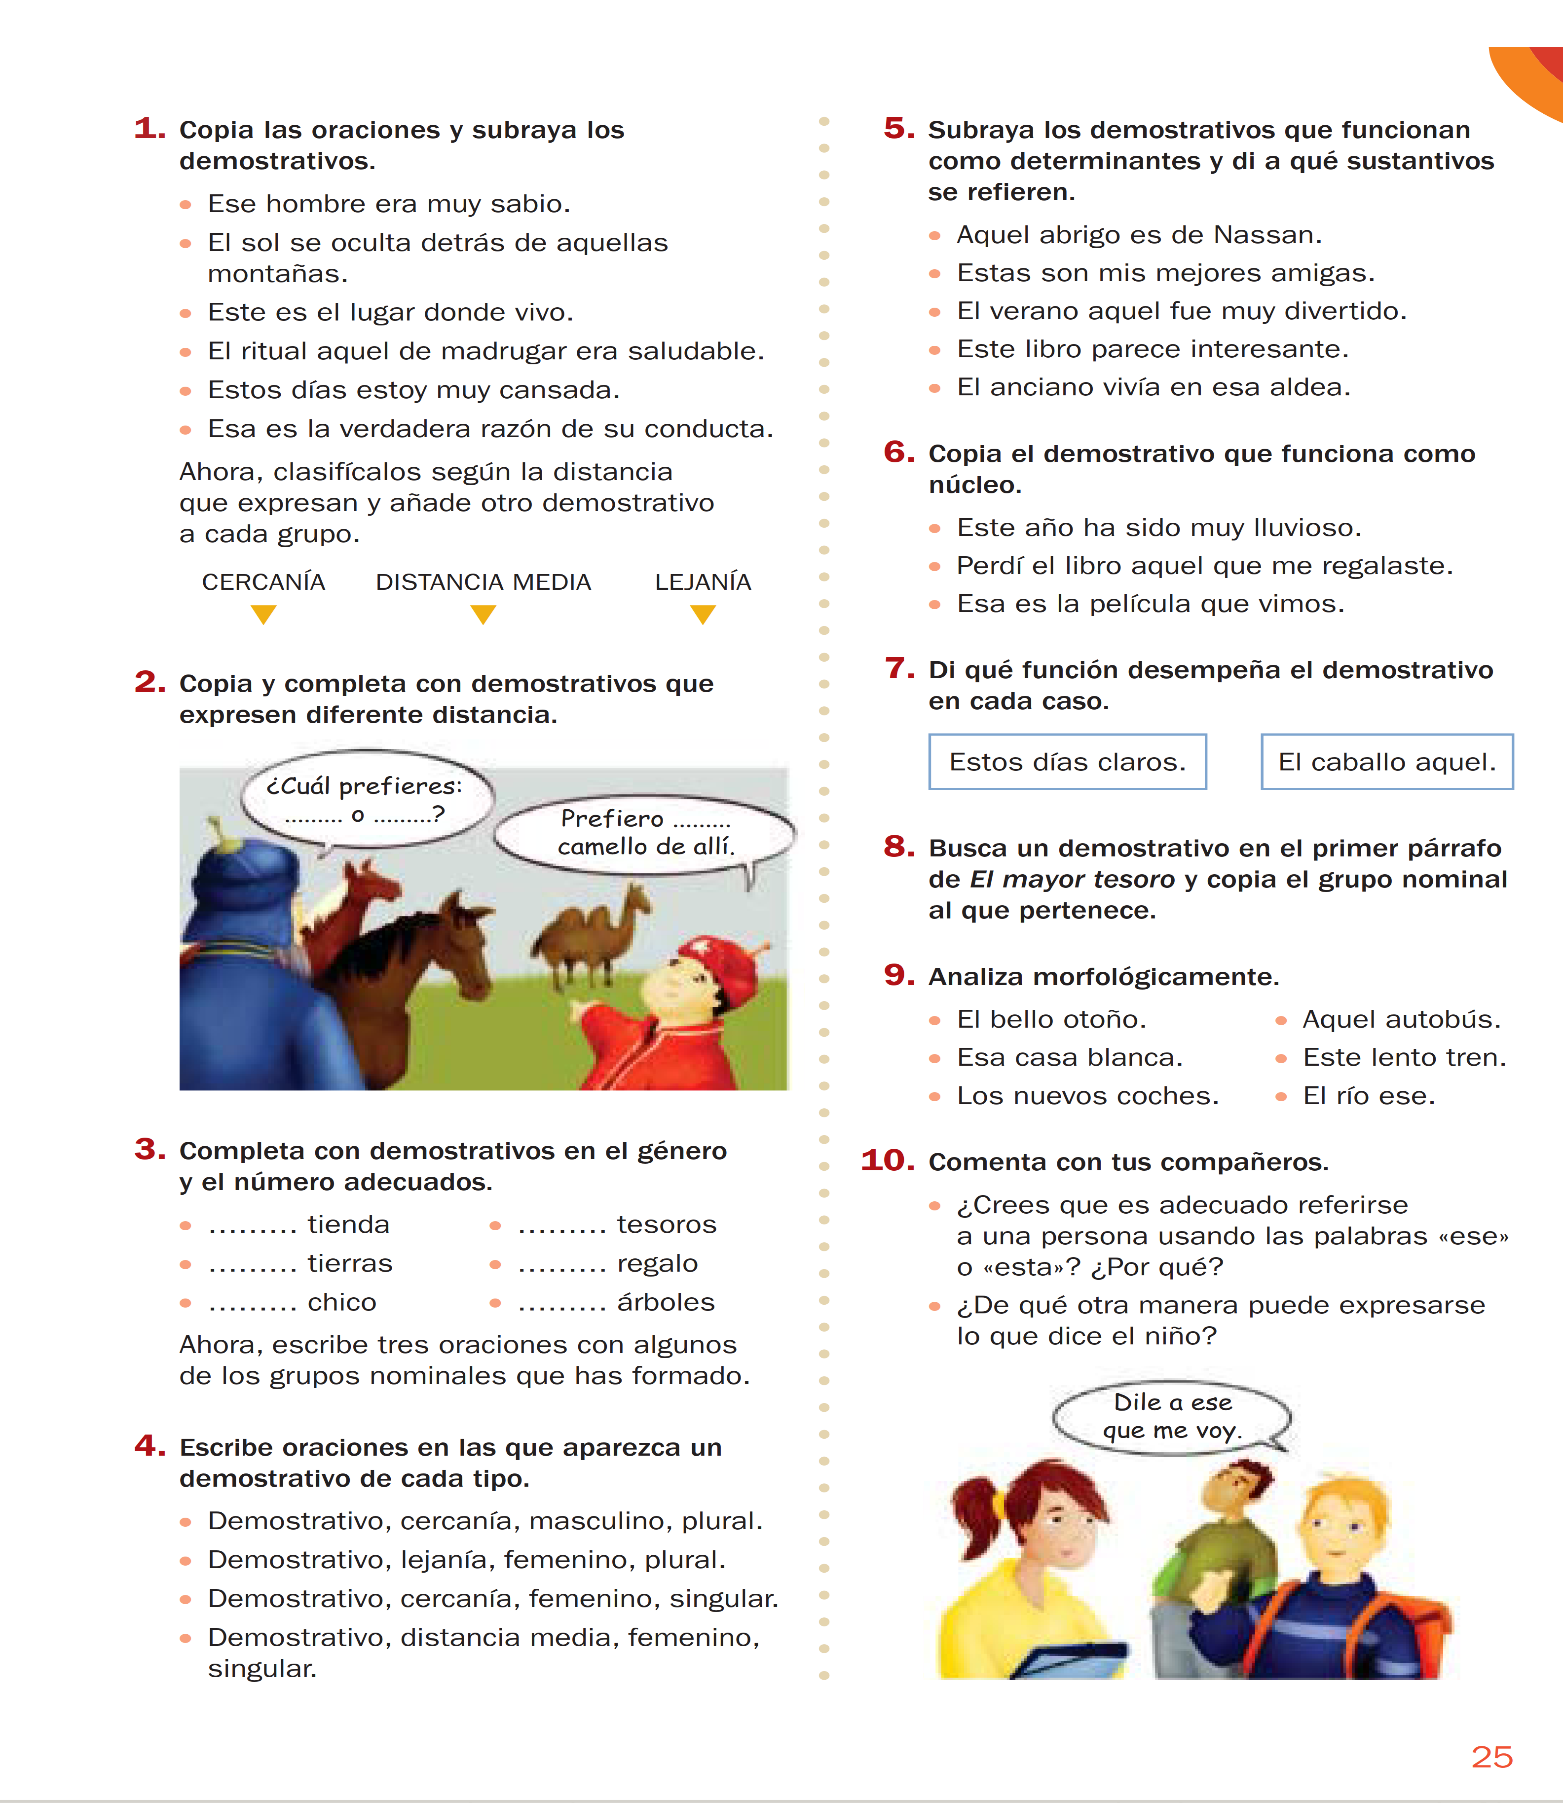 1. Copia las oraciones y subraya los
demostrativos.
• Ese hombre era muy sabio.
• El sol se oculta detrás de aquellas
montañas.
• Este es el lugar donde vivo.
• El ritual aquel de madrugar era saludable.
• Estos días estoy muy cansada.
• Esa es la verdadera razón de su conducta.
Ahora, clasifícalos según la distancia
que expresan y añade otro demostrativo
a cada grupo.
CERCANÍA DISTANCIA MEDIA LEJANÍA
2. Copia y completa con demostrativos que
expresen diferente distancia.
¿Cuál prefieres:
......... o .........?
Prefiero .........
camello de allí.
3. Completa con demostrativos en el género
y el número adecuados.
• ......... tienda • ......... tesoros
• ......... tierras • ......... regalo
• ......... chico • ......... árboles
Ahora, escribe tres oraciones con algunos
de los grupos nominales que has formado.
4. Escribe oraciones en las que aparezca un
demostrativo de cada tipo.
• Demostrativo, cercanía, masculino, plural.
• Demostrativo, lejanía, femenino, plural.
• Demostrativo, cercanía, femenino, singular.
• Demostrativo, distancia media, femenino,
singular.
5. Subraya los demostrativos que funcionan
como determinantes y di a qué sustantivos
se refieren.
• Aquel abrigo es de Nassan.
• Estas son mis mejores amigas.
• El verano aquel fue muy divertido.
• Este libro parece interesante.
• El anciano vivía en esa aldea.
6. Copia el demostrativo que funciona como
núcleo.
• Este año ha sido muy lluvioso.
• Perdí el libro aquel que me regalaste.
• Esa es la película que vimos.
7. Di qué función desempeña el demostrativo
en cada caso.
Estos días claros. El caballo aquel.
8. Busca un demostrativo en el primer párrafo
de El mayor tesoro y copia el grupo nominal
al que pertenece.
9. Analiza morfológicamente.
• El bello otoño. • Aquel autobús.
• Esa casa blanca. • Este lento tren.
• Los nuevos coches. • El río ese.
10. Comenta con tus compañeros.
• ¿Crees que es adecuado referirse
a una persona usando las palabras «ese»
o «esta»? ¿Por qué?
• ¿De qué otra manera puede expresarse
lo que dice el niño?
Dile a ese
que me voy.
25